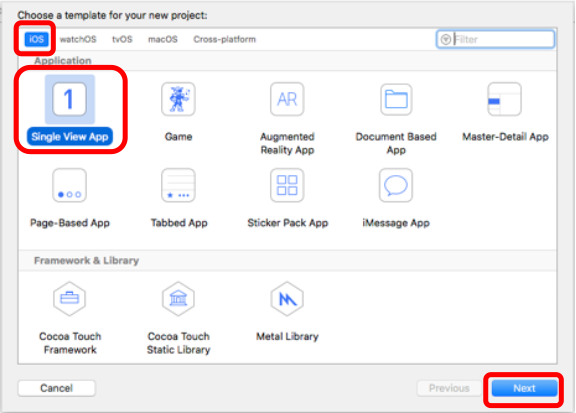 Choose a template for your new project:
iOS watchOS tvOS macOS Cross-platform Filter
Application
1 AR
Single View App Game Augmented Reality App Document Based App Master-Detail App
Page-Based App Tabbed App Sticker Pack App iMessage App
Framework & Library
Cocoa Touch Framework Cocoa Touch Static Library Metal Library
Cancel Previous Next